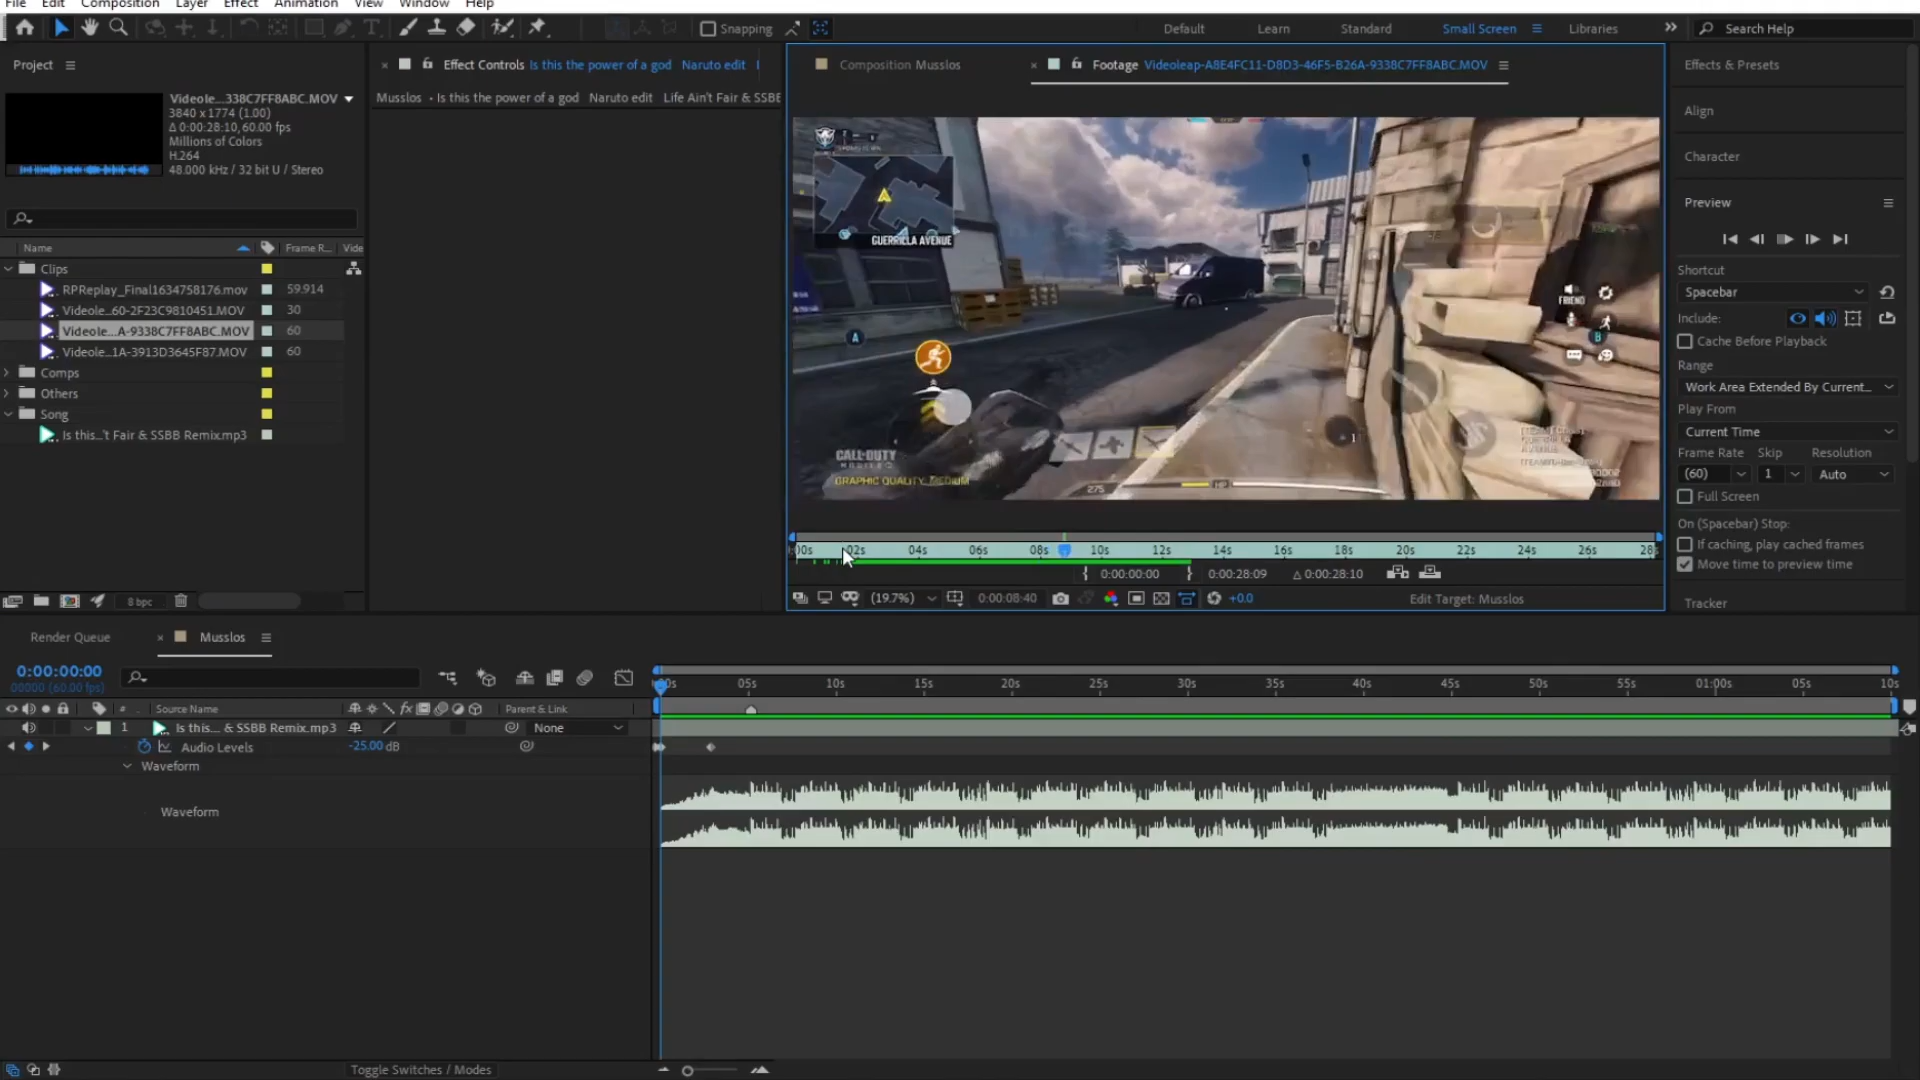 File Edit Composition Layer Effect Animation View Window Help
Snapping
Default Learn Standard Small Screen Libraries Search Help
Project
Videole...338C7FF8ABC.MOV
3840 x 1774 (1.00)
Δ 0:00:28:10, 60.00 fps
Millions of Colors
H.264
48.000 kHz / 32 bit U / Stereo
Name Frame R... Vide
Clips
RPReplay_Final1634758176.mov 59.914
Videole...60-2F23C9810451.MOV 30
Videole...A-9338C7FF8ABC.MOV 60
Videole...1A-3913D3645F87.MOV 60
Comps
Others
Song
Is this...'t Fair & SSBB Remix.mp3
8 bpc
Effect Controls Is this the power of a god Naruto edit
Musslos • Is this the power of a god Naruto edit Life Ain't Fair & SSBB
Composition Musslos
Footage Videoleap-A8E4FC11-D8D3-46F5-B26A-9338C7FF8ABC.MOV
GUERRILLA AVENUE
FRIEND
A
B
CALL•DUTY
MOBILE
GRAPHIC QUALITY: MEDIUM
275
HP
1
00s 02s 04s 06s 08s 10s 12s 14s 16s 18s 20s 22s 24s 26s 28s
0:00:00:00 0:00:28:09 Δ 0:00:28:10
(19.7%) 0:00:08:40 +0.0 Edit Target: Musslos
Effects & Presets
Align
Character
Preview
Shortcut
Spacebar
Include:
Cache Before Playback
Range
Work Area Extended By Current...
Play From
Current Time
Frame Rate Skip Resolution
(60) 1 Auto
Full Screen
On (Spacebar) Stop:
If caching, play cached frames
Move time to preview time
Tracker
Render Queue Musslos
0:00:00:00
00000 (60.00 fps)
# Source Name Parent & Link
1 Is this... & SSBB Remix.mp3 None
Audio Levels -25.00 dB
Waveform
Waveform
00s 05s 10s 15s 20s 25s 30s 35s 40s 45s 50s 55s 01:00s 05s 10s
Toggle Switches / Modes